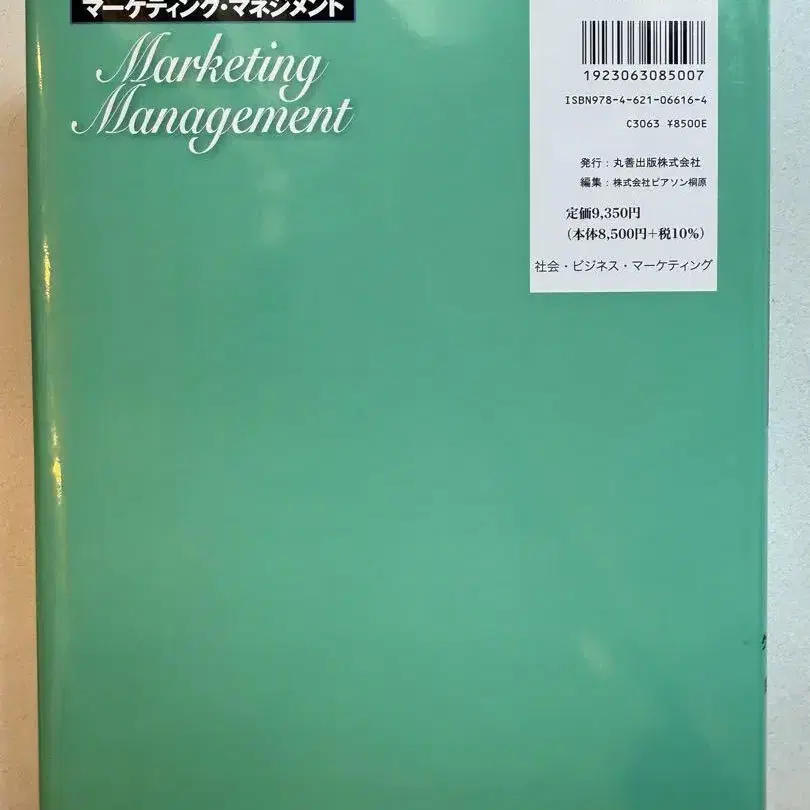 マーケティング・マネジメント
Marketing
Management
1923063085007
ISBN978-4-621-06616-4
C3063 ¥8500E
発行：丸善出版株式会社
編集：株式会社ピアソン桐原
定価9,350円
（本体8,500円＋税10%）
社会・ビジネス・マーケティング